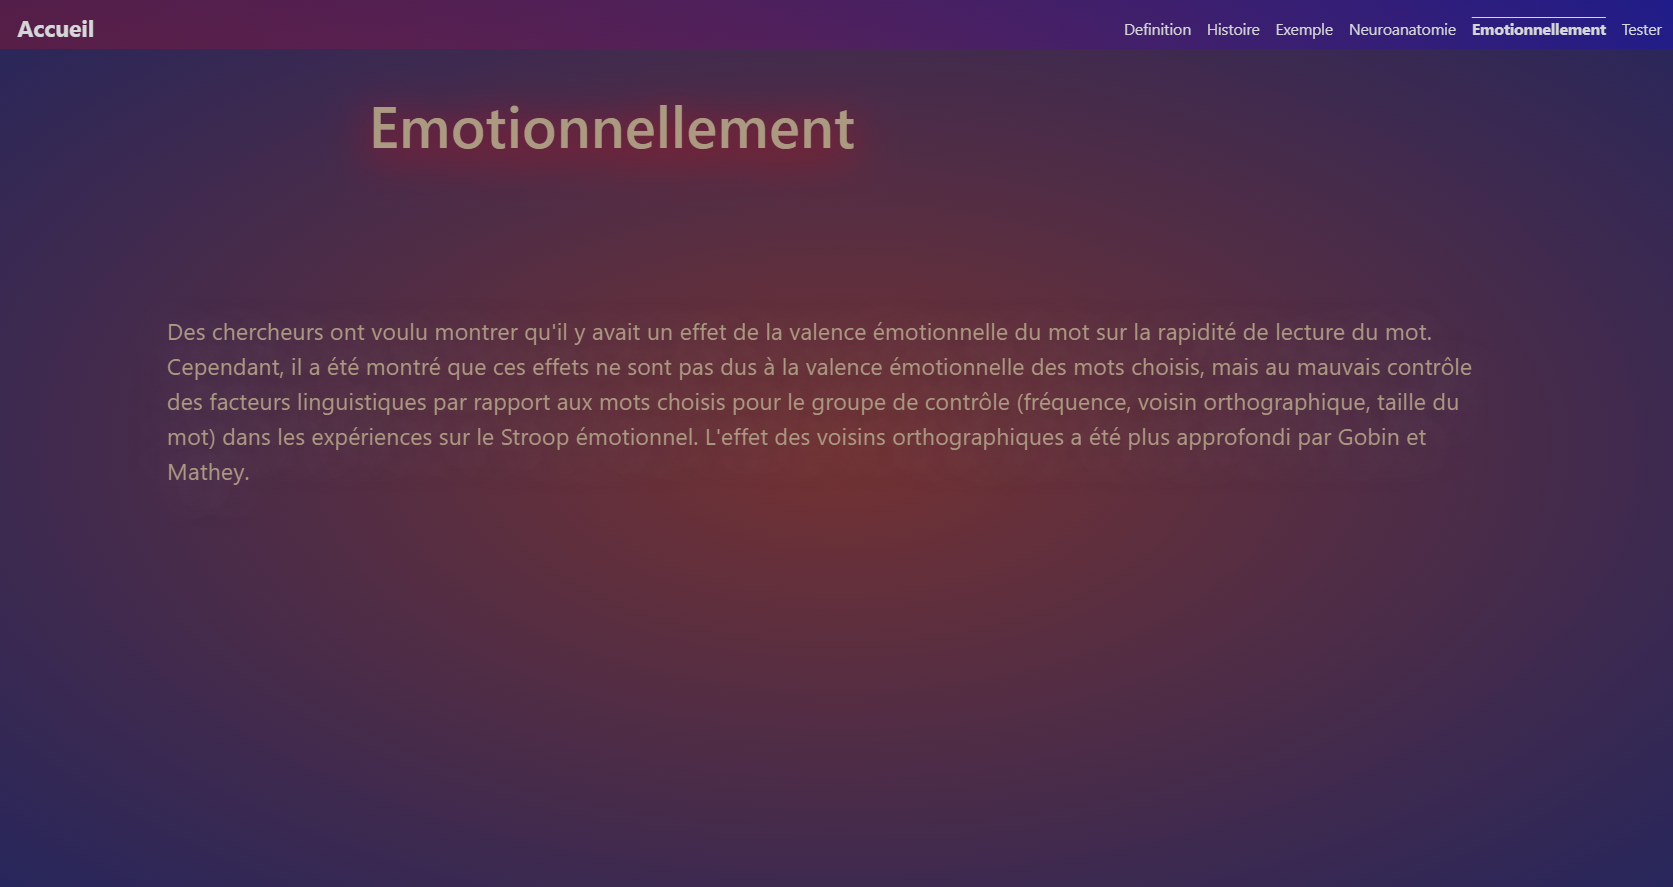 Accueil
Definition Histoire Exemple Neuroanatomie Emotionnellement Tester
Emotionnellement
Des chercheurs ont voulu montrer qu'il y avait un effet de la valence émotionnelle du mot sur la rapidité de lecture du mot.
Cependant, il a été montré que ces effets ne sont pas dus à la valence émotionnelle des mots choisis, mais au mauvais contrôle
des facteurs linguistiques par rapport aux mots choisis pour le groupe de contrôle (fréquence, voisin orthographique, taille du
mot) dans les expériences sur le Stroop émotionnel. L'effet des voisins orthographiques a été plus approfondi par Gobin et
Mathey.